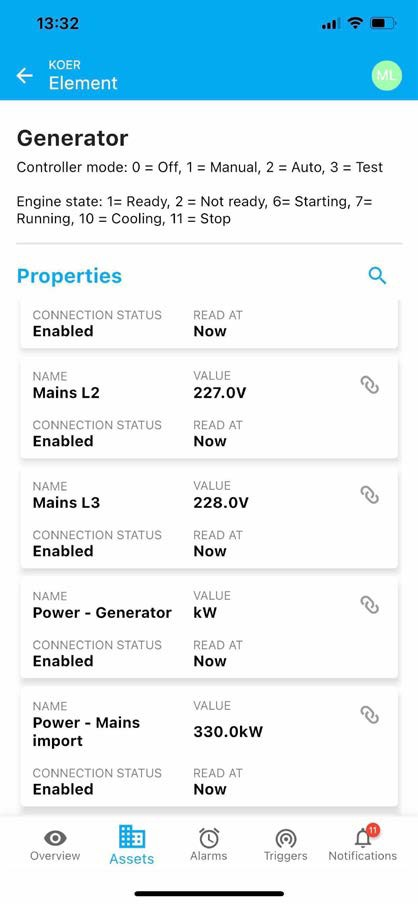 13:32
KOER
Element
ML
Generator
Controller mode: 0 = Off, 1 = Manual, 2 = Auto, 3 = Test
Engine state: 1= Ready, 2 = Not ready, 6= Starting, 7=
Running, 10 = Cooling, 11 = Stop
Properties
CONNECTION STATUS READ AT
Enabled Now
NAME VALUE
Mains L2 227.0V
CONNECTION STATUS READ AT
Enabled Now
NAME VALUE
Mains L3 228.0V
CONNECTION STATUS READ AT
Enabled Now
NAME VALUE
Power - Generator kW
CONNECTION STATUS READ AT
Enabled Now
NAME VALUE
Power - Mains
import 330.0kW
CONNECTION STATUS READ AT
Enabled Now
11
Overview Assets Alarms Triggers Notifications